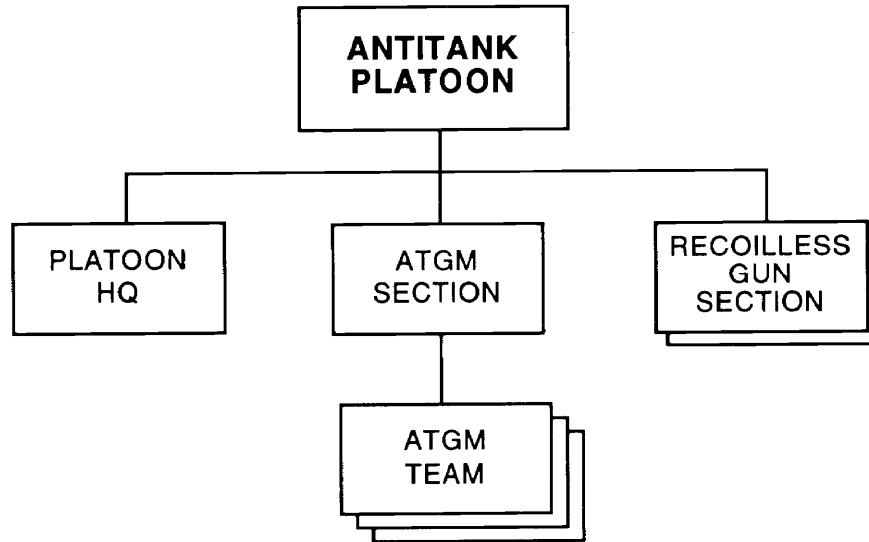 ANTITANK
PLATOON
PLATOON
HQ
ATGM
SECTION
RECOILLESS
GUN
SECTION
ATGM
TEAM